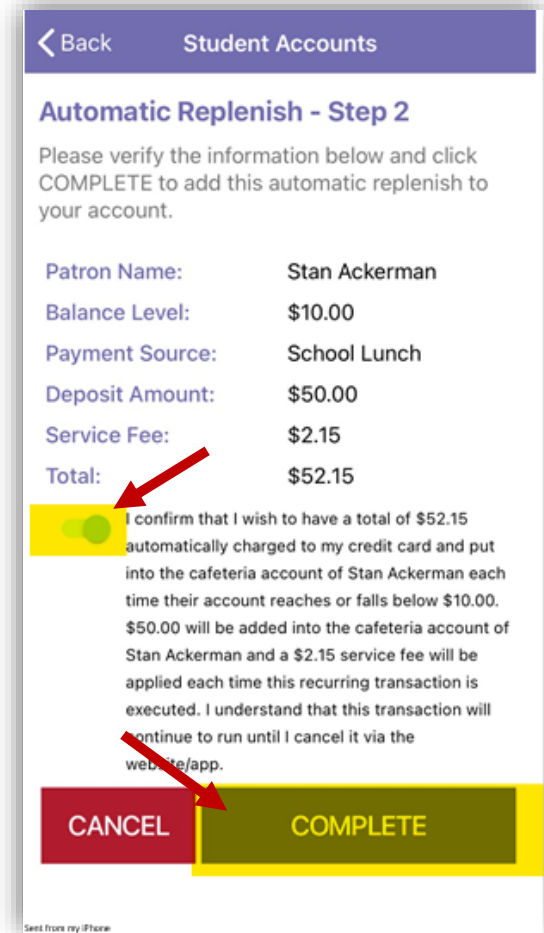 Back Student Accounts
Automatic Replenish - Step 2
Please verify the information below and click
COMPLETE to add this automatic replenish to
your account.
Patron Name: Stan Ackerman
Balance Level: $10.00
Payment Source: School Lunch
Deposit Amount: $50.00
Service Fee: $2.15
Total: $52.15
I confirm that I wish to have a total of $52.15
automatically charged to my credit card and put
into the cafeteria account of Stan Ackerman each
time their account reaches or falls below $10.00.
$50.00 will be added into the cafeteria account of
Stan Ackerman and a $2.15 service fee will be
applied each time this recurring transaction is
executed. I understand that this transaction will
continue to run until I cancel it via the
website/app.
CANCEL COMPLETE
Sent from my iPhone